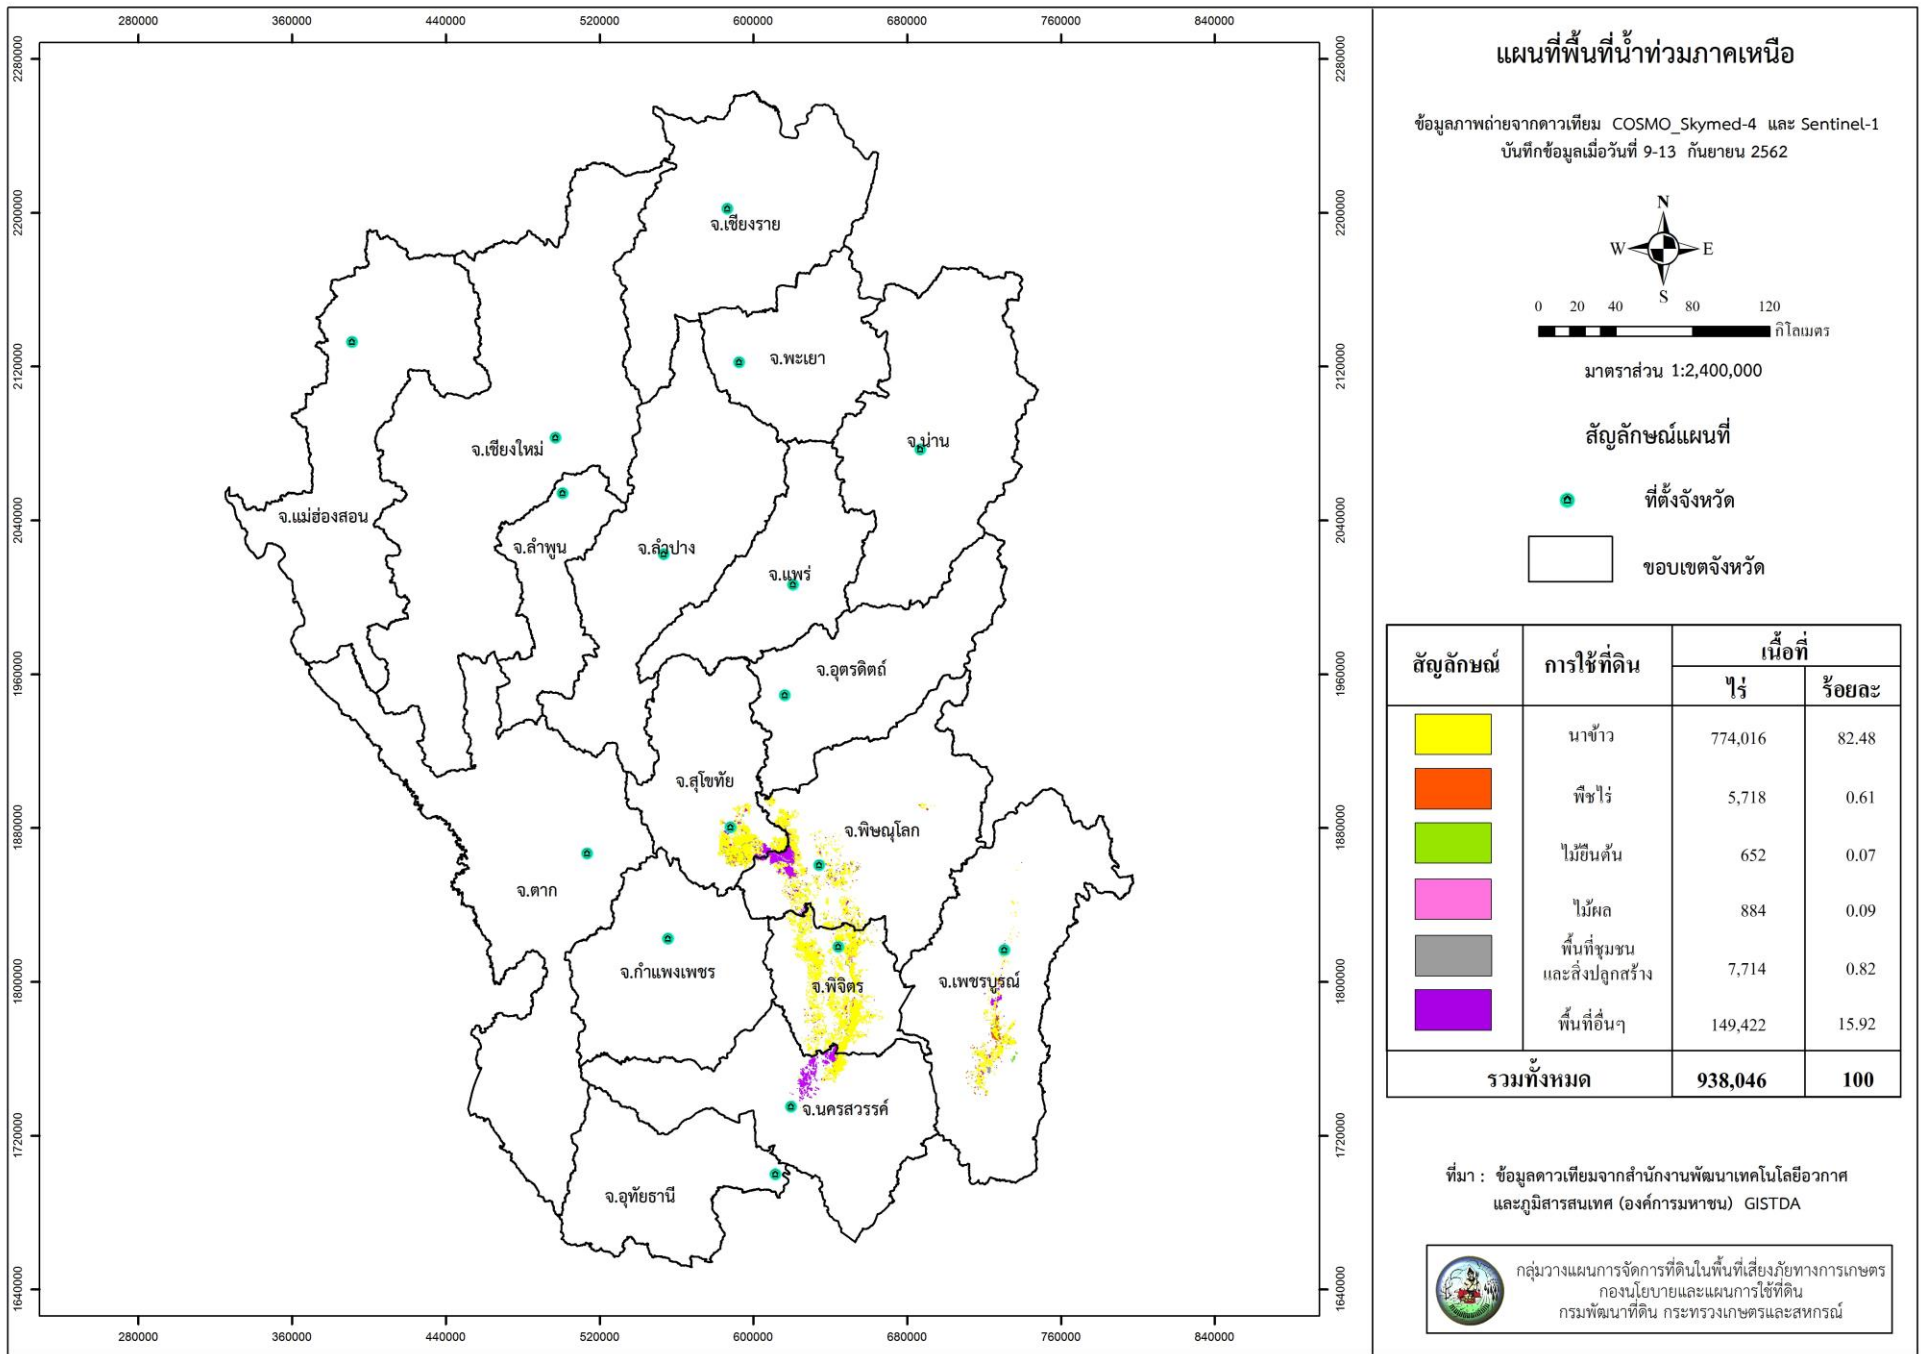 280000 360000 440000 520000 600000 680000 760000 840000
2280000 2280000
2200000 2200000
2120000 2120000
2040000 2040000
1960000 1960000
1880000 1880000
1800000 1800000
1720000 1720000
1640000 1640000
280000 360000 440000 520000 600000 680000 760000 840000
จ.เชียงราย
จ.พะเยา
จ.น่าน
จ.เชียงใหม่
จ.แม่ฮ่องสอน
จ.ลำพูน
จ.ลำปาง
จ.แพร่
จ.อุตรดิตถ์
จ.สุโขทัย
จ.พิษณุโลก
จ.ตาก
จ.กำแพงเพชร
จ.พิจิตร
จ.เพชรบูรณ์
จ.นครสวรรค์
จ.อุทัยธานี
แผนที่พื้นที่น้ำท่วมภาคเหนือ
ข้อมูลภาพถ่ายจากดาวเทียม COSMO_Skymed-4 และ Sentinel-1
บันทึกข้อมูลเมื่อวันที่ 9-13 กันยายน 2562
N
W E
S
0 20 40 80 120
กิโลเมตร
มาตราส่วน 1:2,400,000
สัญลักษณ์แผนที่
ที่ตั้งจังหวัด
ขอบเขตจังหวัด
สัญลักษณ์ การใช้ที่ดิน เนื้อที่
ไร่ ร้อยละ
นาข้าว 774,016 82.48
พืชไร่ 5,718 0.61
ไม้ยืนต้น 652 0.07
ไม้ผล 884 0.09
พื้นที่ชุมชน
และสิ่งปลูกสร้าง 7,714 0.82
พื้นที่อื่นๆ 149,422 15.92
รวมทั้งหมด 938,046 100
ที่มา : ข้อมูลดาวเทียมจากสำนักงานพัฒนาเทคโนโลยีอวกาศ
และภูมิสารสนเทศ (องค์การมหาชน) GISTDA
กลุ่มวางแผนการจัดการที่ดินในพื้นที่เสี่ยงภัยทางการเกษตร
กองนโยบายและแผนการใช้ที่ดิน
กรมพัฒนาที่ดิน กระทรวงเกษตรและสหกรณ์